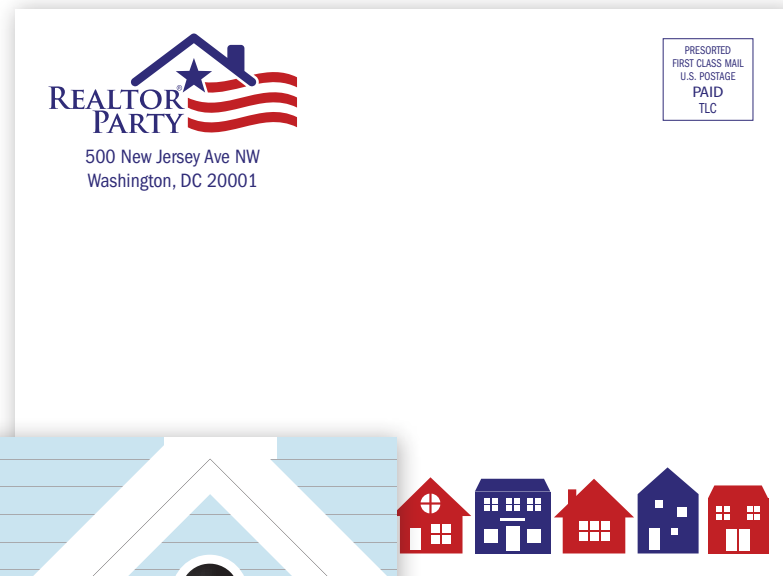 REALTOR®
PARTY
500 New Jersey Ave NW
Washington, DC 20001
PRESORTED
FIRST CLASS MAIL
U.S. POSTAGE
PAID
TLC